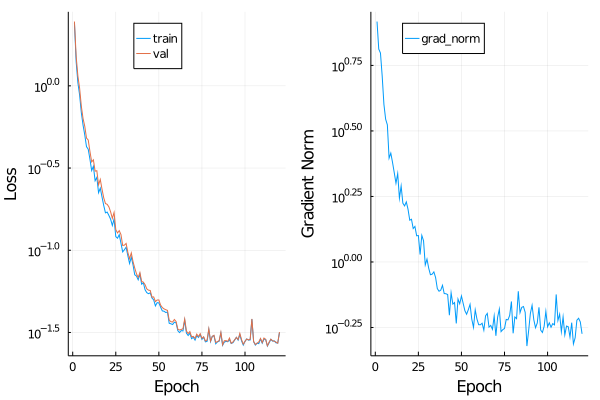 train
val
10^0.0
10^−0.5
10^−1.0
10^−1.5
0
25
50
75
100
Epoch
Loss
grad_norm
10^0.75
10^0.50
10^0.25
10^0.00
10^−0.25
0
25
50
75
100
Epoch
Gradient Norm